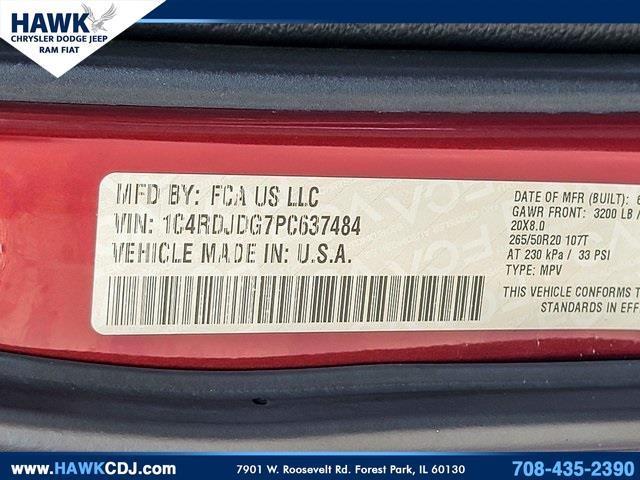 HAWK
CHRYSLER DODGE JEEP
RAM FIAT
MFD BY: FCA US LLC
VIN: 1C4RDJDG7PC637484
VEHICLE MADE IN: U.S.A.
DATE OF MFR (BUILT): 6
GAWR FRONT: 3200 LB /
20X8.0
265/50R20 107T
AT 230 kPa / 33 PSI
TYPE: MPV
THIS VEHICLE CONFORMS T
STANDARDS IN EFF
www.HAWKCDJ.com
7901 W. Roosevelt Rd. Forest Park, IL 60130
708-435-2390